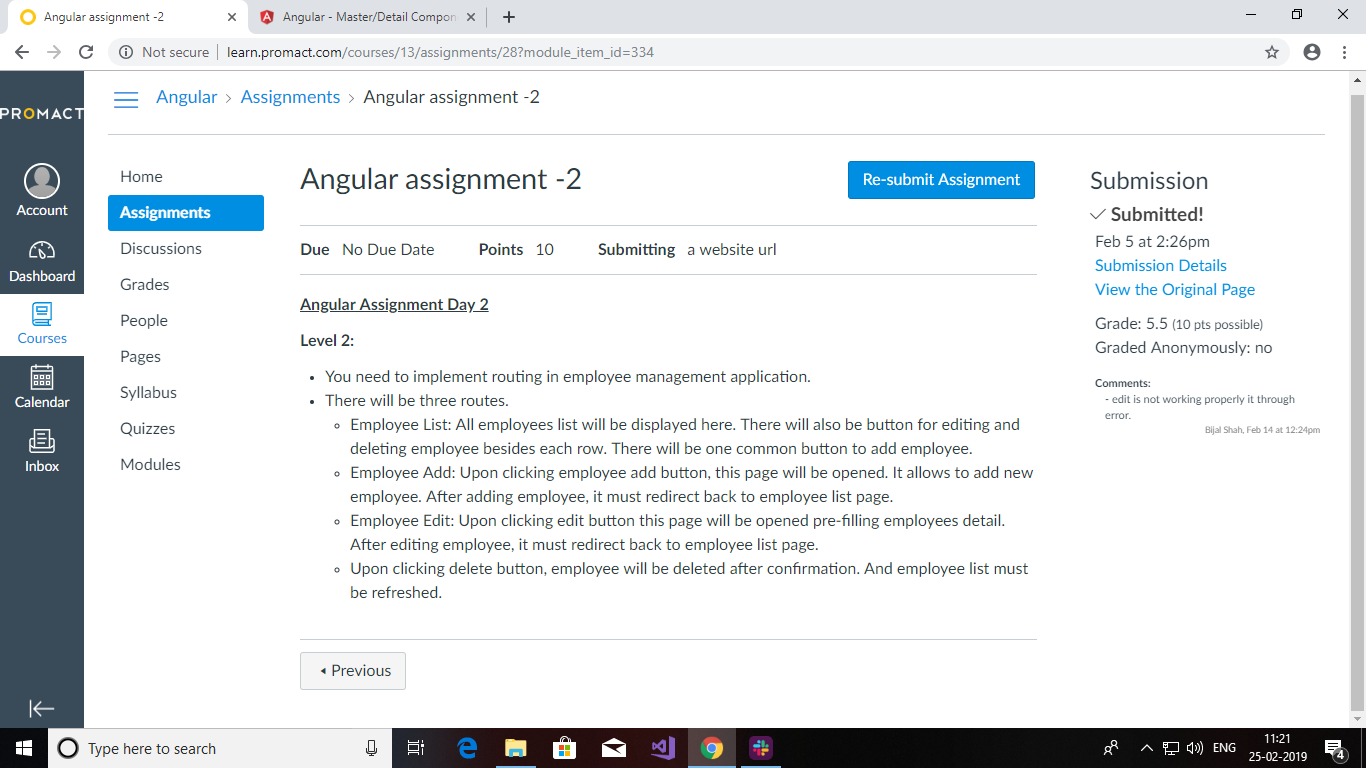 Angular assignment -2
Angular - Master/Detail Compon
Not secure | learn.promact.com/courses/13/assignments/28?module_item_id=334
PROMACT
Account
Dashboard
Courses
Calendar
Inbox
Angular › Assignments › Angular assignment -2
Home
Assignments
Discussions
Grades
People
Pages
Syllabus
Quizzes
Modules
Angular assignment -2
Re-submit Assignment
Due No Due Date Points 10 Submitting a website url
Angular Assignment Day 2
Level 2:
• You need to implement routing in employee management application.
• There will be three routes.
◦ Employee List: All employees list will be displayed here. There will also be button for editing and
deleting employee besides each row. There will be one common button to add employee.
◦ Employee Add: Upon clicking employee add button, this page will be opened. It allows to add new
employee. After adding employee, it must redirect back to employee list page.
◦ Employee Edit: Upon clicking edit button this page will be opened pre-filling employees detail.
After editing employee, it must redirect back to employee list page.
◦ Upon clicking delete button, employee will be deleted after confirmation. And employee list must
be refreshed.
Previous
Submission
Submitted!
Feb 5 at 2:26pm
Submission Details
View the Original Page
Grade: 5.5 (10 pts possible)
Graded Anonymously: no
Comments:
- edit is not working properly it through
error.
Bijal Shah, Feb 14 at 12:24pm
Type here to search
ENG
11:21
25-02-2019
4